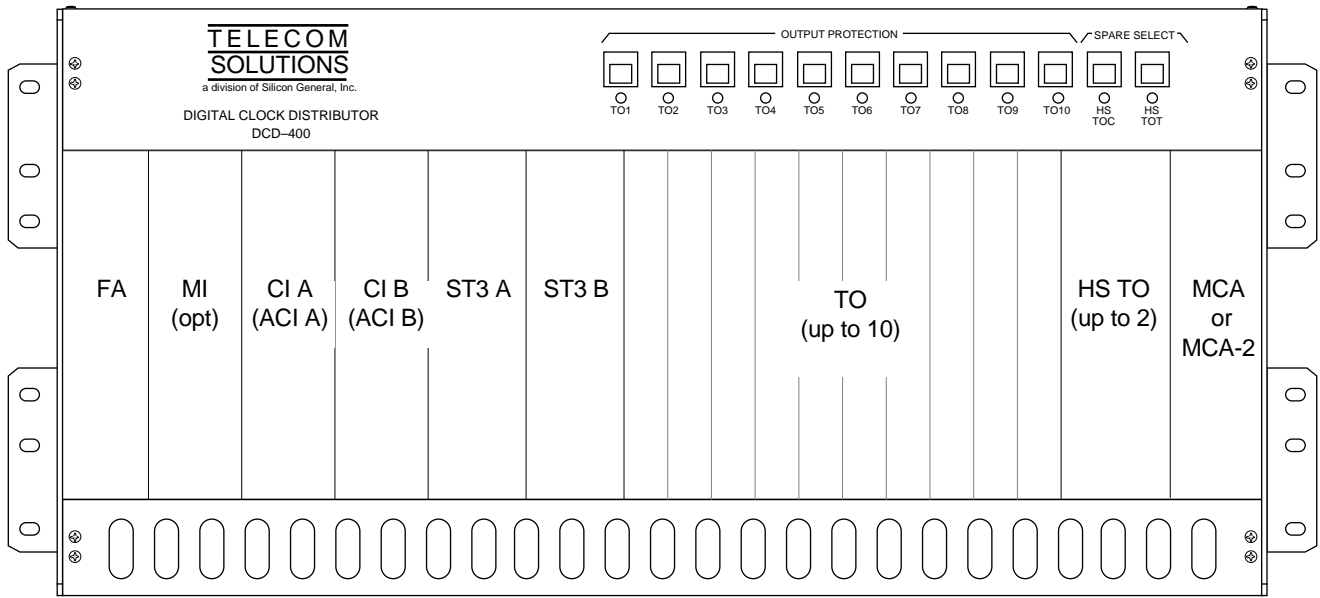 TELECOM
SOLUTIONS
a division of Silicon General, Inc.
DIGITAL CLOCK DISTRIBUTOR
DCD–400
OUTPUT PROTECTION
SPARE SELECT
TO1
TO2
TO3
TO4
TO5
TO6
TO7
TO8
TO9
TO10
HS
TOC
HS
TOT
FA
MI
(opt)
CI A
(ACI A)
CI B
(ACI B)
ST3 A
ST3 B
TO
(up to 10)
HS TO
(up to 2)
MCA
or
MCA-2